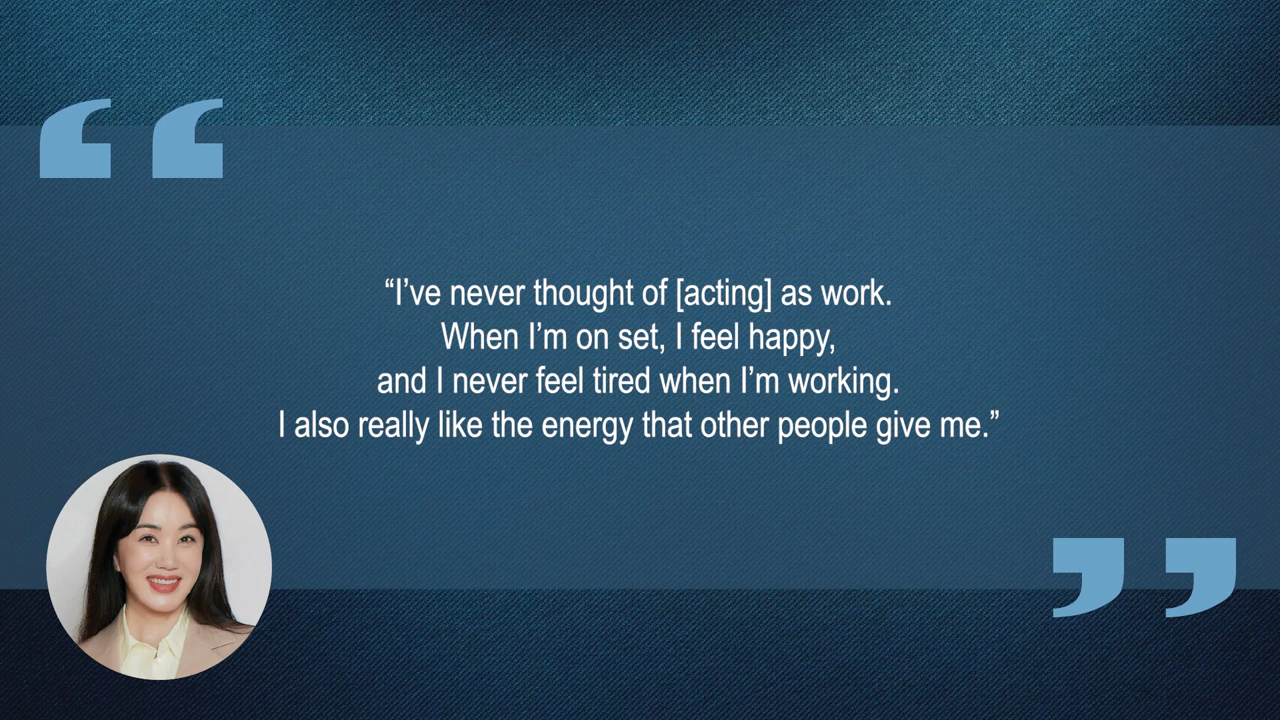 “I’ve never thought of [acting] as work.
When I’m on set, I feel happy,
and I never feel tired when I’m working.
I also really like the energy that other people give me.”